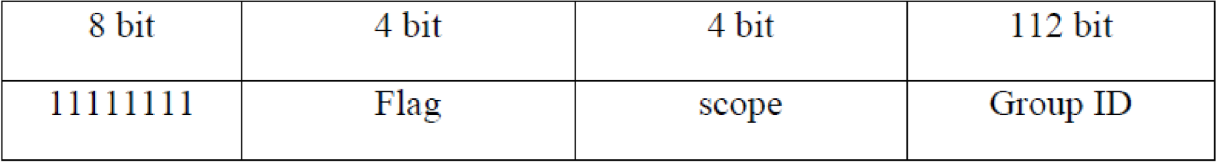 8 bit 4 bit 4 bit 112 bit
11111111 Flag scope Group ID